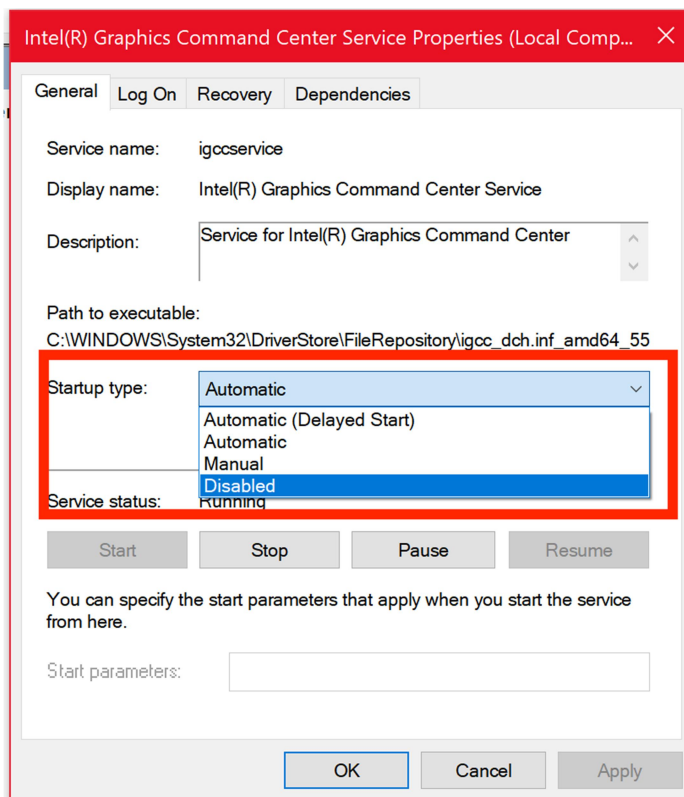 Intel(R) Graphics Command Center Service Properties (Local Comp...
General Log On Recovery Dependencies
Service name: igccservice
Display name: Intel(R) Graphics Command Center Service
Description: Service for Intel(R) Graphics Command Center
Path to executable:
C:\WINDOWS\System32\DriverStore\FileRepository\igcc_dch.inf_amd64_55
Startup type: Automatic
Automatic (Delayed Start)
Automatic
Manual
Disabled
Service status: Running
Start Stop Pause Resume
You can specify the start parameters that apply when you start the service
from here.
Start parameters:
OK Cancel Apply